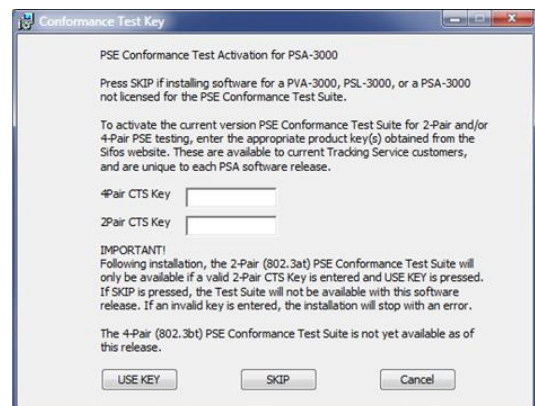 Conformance Test Key
PSE Conformance Test Activation for PSA-3000
Press SKIP if installing software for a PVA-3000, PSL-3000, or a PSA-3000
not licensed for the PSE Conformance Test Suite.
To activate the current version PSE Conformance Test Suite for 2-Pair and/or
4-Pair PSE testing, enter the appropriate product key(s) obtained from the
Sifos website. These are available to current Tracking Service customers,
and are unique to each PSA software release.
4Pair CTS Key
2Pair CTS Key
IMPORTANT!
Following installation, the 2-Pair (802.3at) PSE Conformance Test Suite will
only be available if a valid 2-Pair CTS Key is entered and USE KEY is pressed.
If SKIP is pressed, the Test Suite will not be available with this software
release. If an invalid key is entered, the installation will stop with an error.
The 4-Pair (802.3bt) PSE Conformance Test Suite is not yet available as of
this release.
USE KEY SKIP Cancel